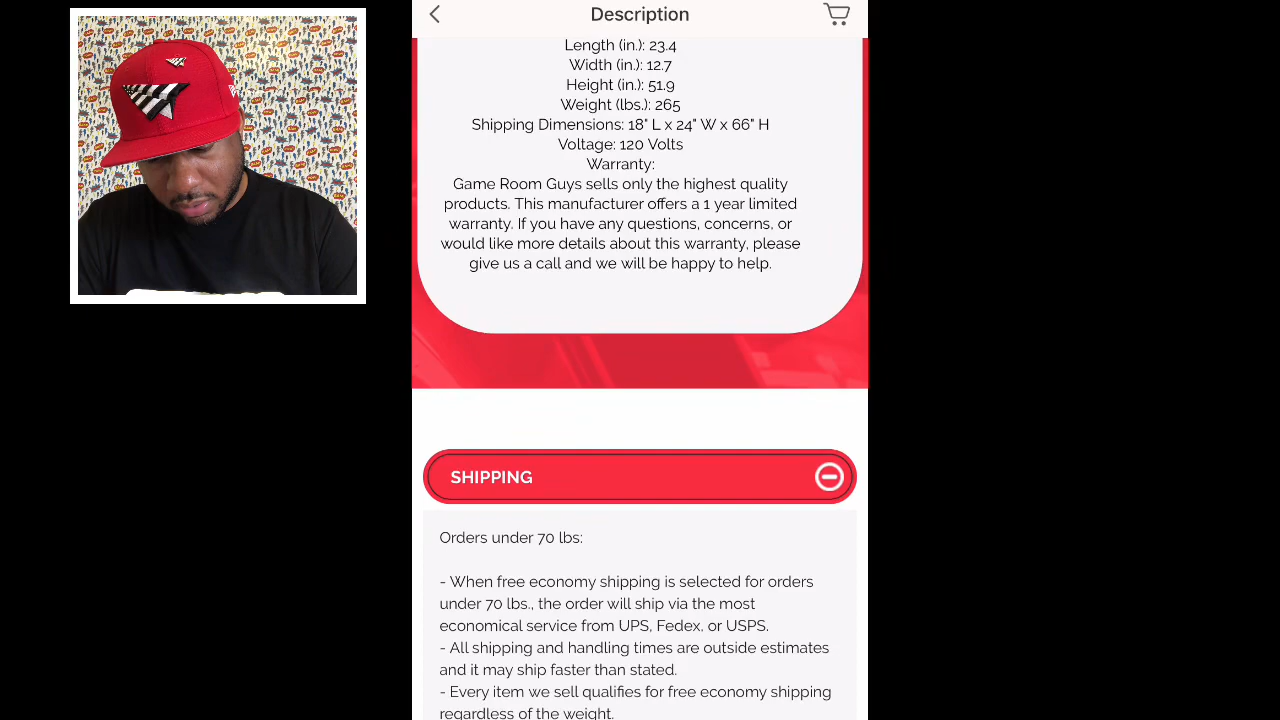 Description
Length (in.): 23.4
Width (in.): 12.7
Height (in.): 51.9
Weight (lbs.): 265
Shipping Dimensions: 18" L x 24" W x 66" H
Voltage: 120 Volts
Warranty:
Game Room Guys sells only the highest quality
products. This manufacturer offers a 1 year limited
warranty. If you have any questions, concerns, or
would like more details about this warranty, please
give us a call and we will be happy to help.
SHIPPING
Orders under 70 lbs:
- When free economy shipping is selected for orders
under 70 lbs., the order will ship via the most
economical service from UPS, Fedex, or USPS.
- All shipping and handling times are outside estimates
and it may ship faster than stated.
- Every item we sell qualifies for free economy shipping
regardless of the weight.